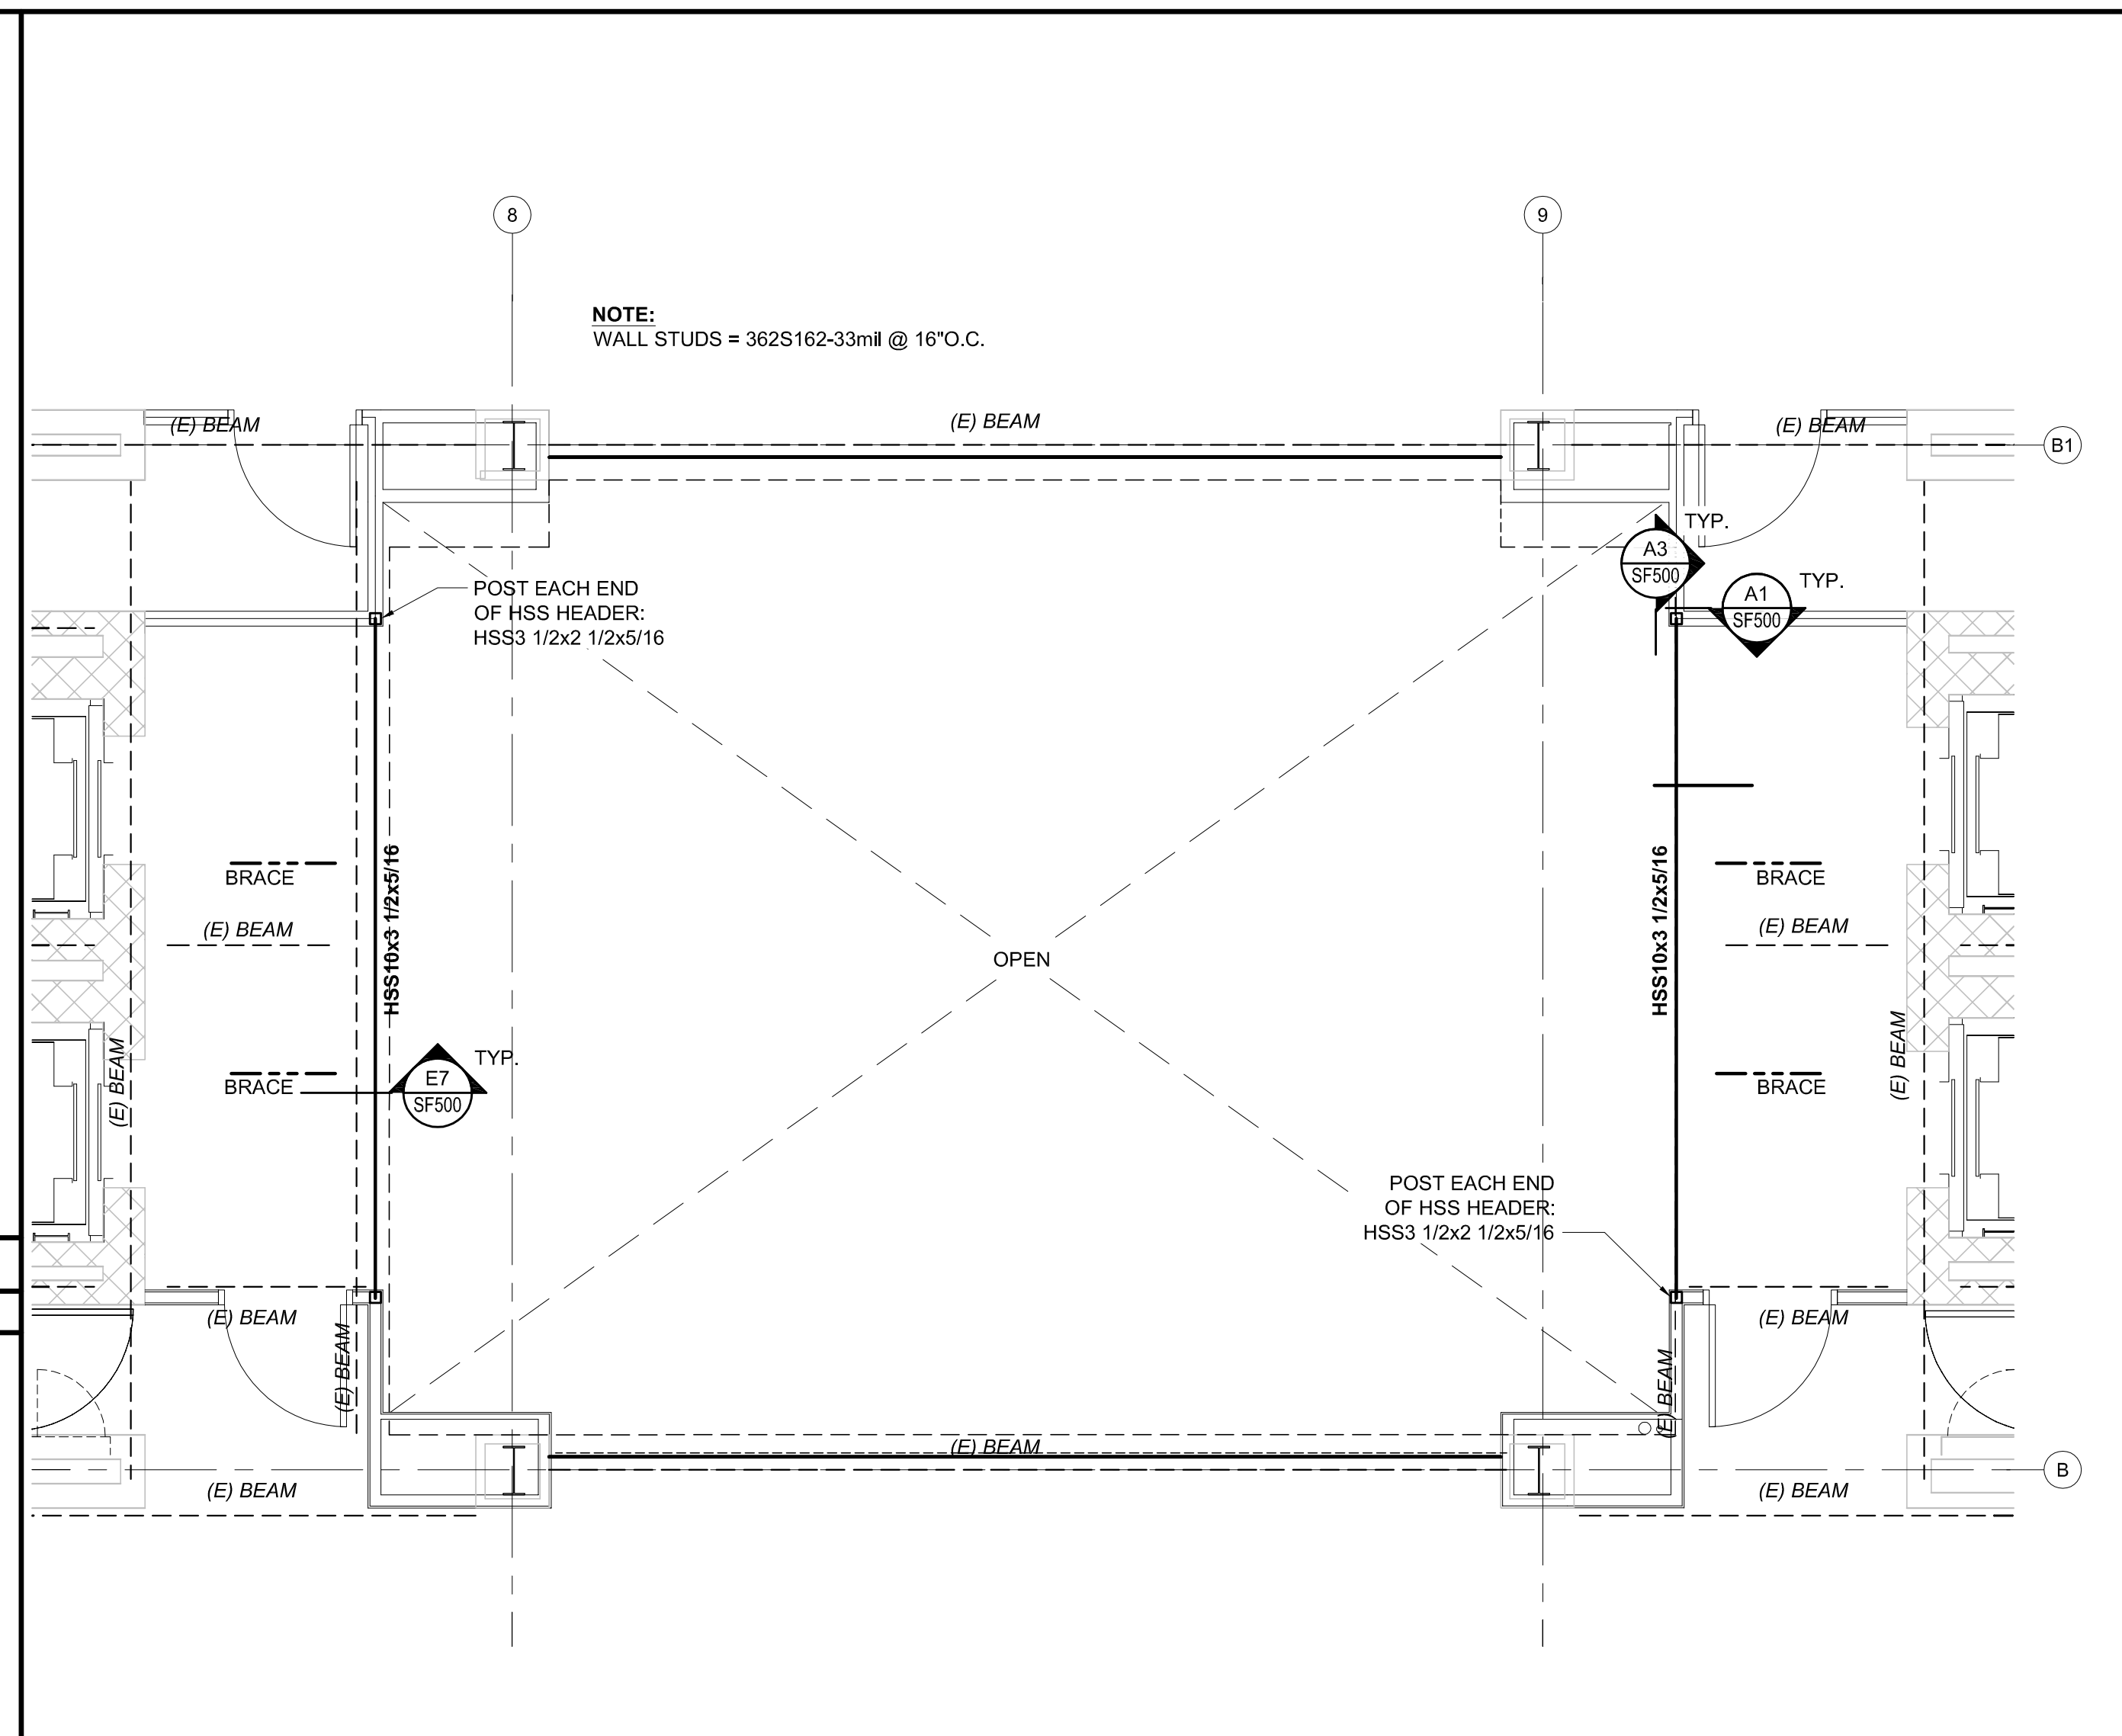 8
9
NOTE:
WALL STUDS = 362S162-33mil @ 16"O.C.
(E) BEAM
(E) BEAM
(E) BEAM
B1
TYP.
A3
SF500
TYP.
A1
SF500
POST EACH END
OF HSS HEADER:
HSS3 1/2x2 1/2x5/16
HSS10x3 1/2x5/16
HSS10x3 1/2x5/16
BRACE
BRACE
(E) BEAM
(E) BEAM
OPEN
(E) BEAM
(E) BEAM
TYP.
E7
SF500
BRACE
BRACE
POST EACH END
OF HSS HEADER:
HSS3 1/2x2 1/2x5/16
(E) BEAM
(E) BEAM
(E) BEAM
(E) BEAM
(E) BEAM
B
(E) BEAM
(E) BEAM